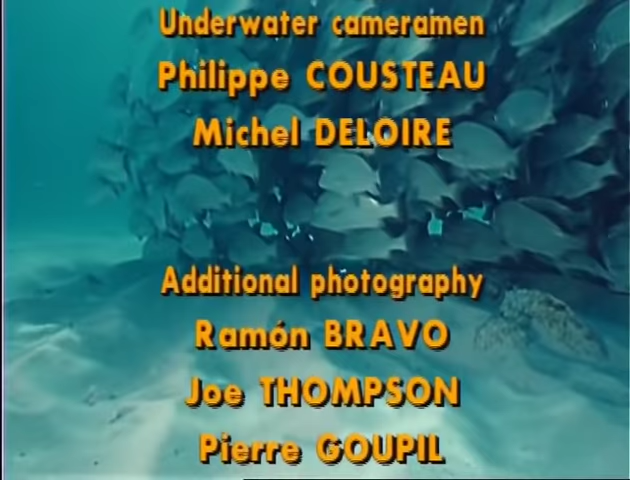 Underwater cameramen
Philippe COUSTEAU
Michel DELOIRE
Additional photography
Ramón BRAVO
Joe THOMPSON
Pierre GOUPIL